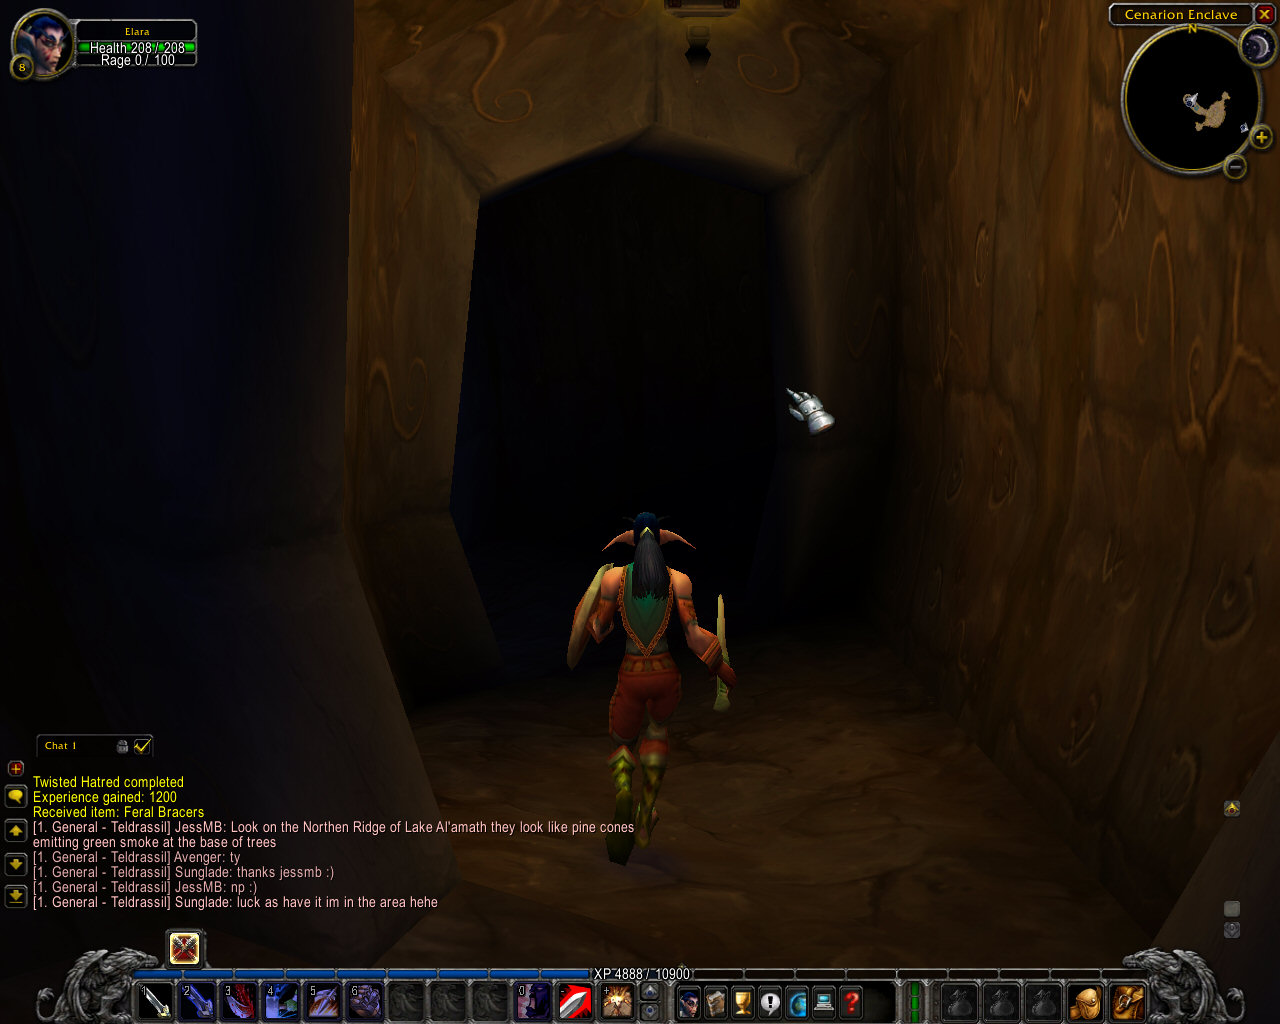 Elara
Health 208 / 208
Rage 0 / 100
8
Cenarion Enclave
N
Chat 1
Twisted Hatred completed
Experience gained: 1200
Received item: Feral Bracers
[1. General - Teldrassil] JessMB: Look on the Northen Ridge of Lake Al'amath they look like pine cones
emitting green smoke at the base of trees
[1. General - Teldrassil] Avenger: ty
[1. General - Teldrassil] Sunglade: thanks jessmb :)
[1. General - Teldrassil] JessMB: np :)
[1. General - Teldrassil] Sunglade: luck as have it im in the area hehe
XP 4888 / 10900
1 2 3 4 5 6 0 - +